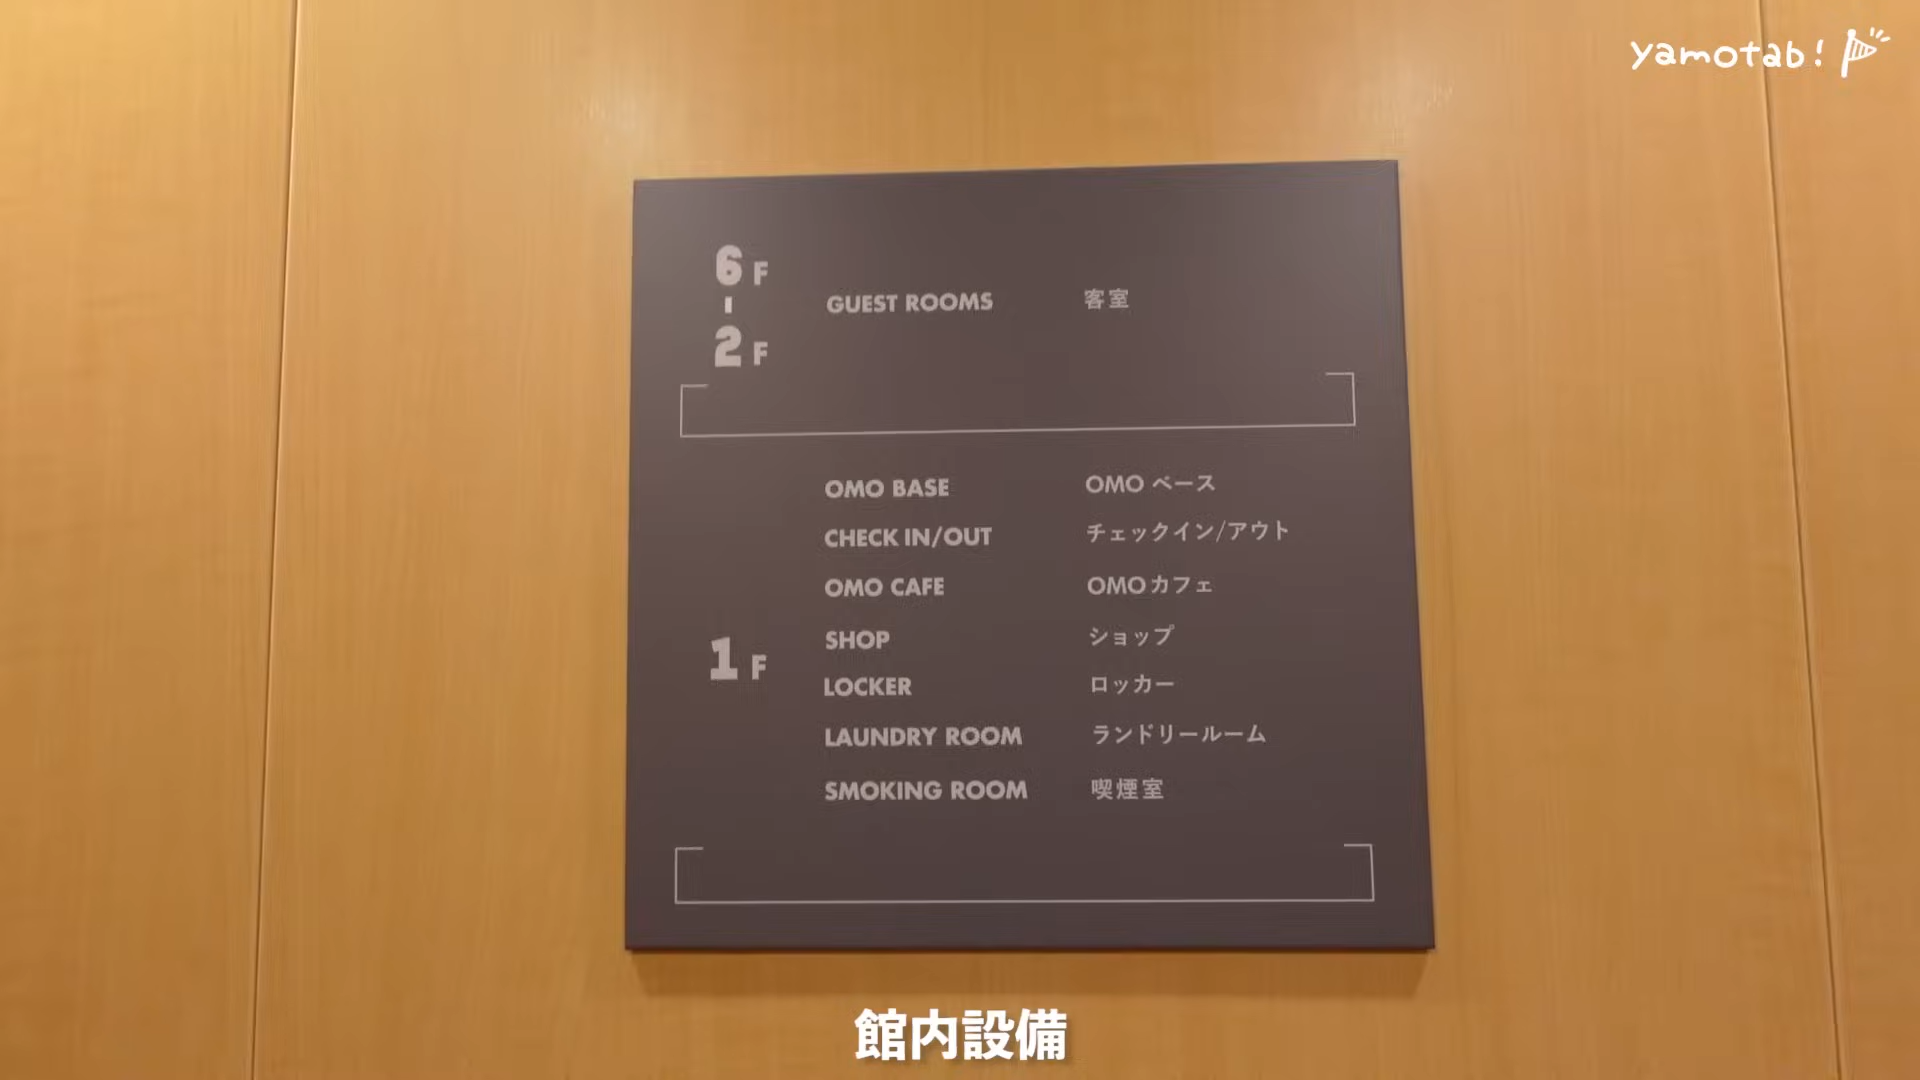 yamotab!
6F
-
2F
GUEST ROOMS 客室
OMO BASE OMO ベース
CHECK IN/OUT チェックイン/アウト
OMO CAFE OMOカフェ
1F
SHOP ショップ
LOCKER ロッカー
LAUNDRY ROOM ランドリールーム
SMOKING ROOM 喫煙室
館内設備